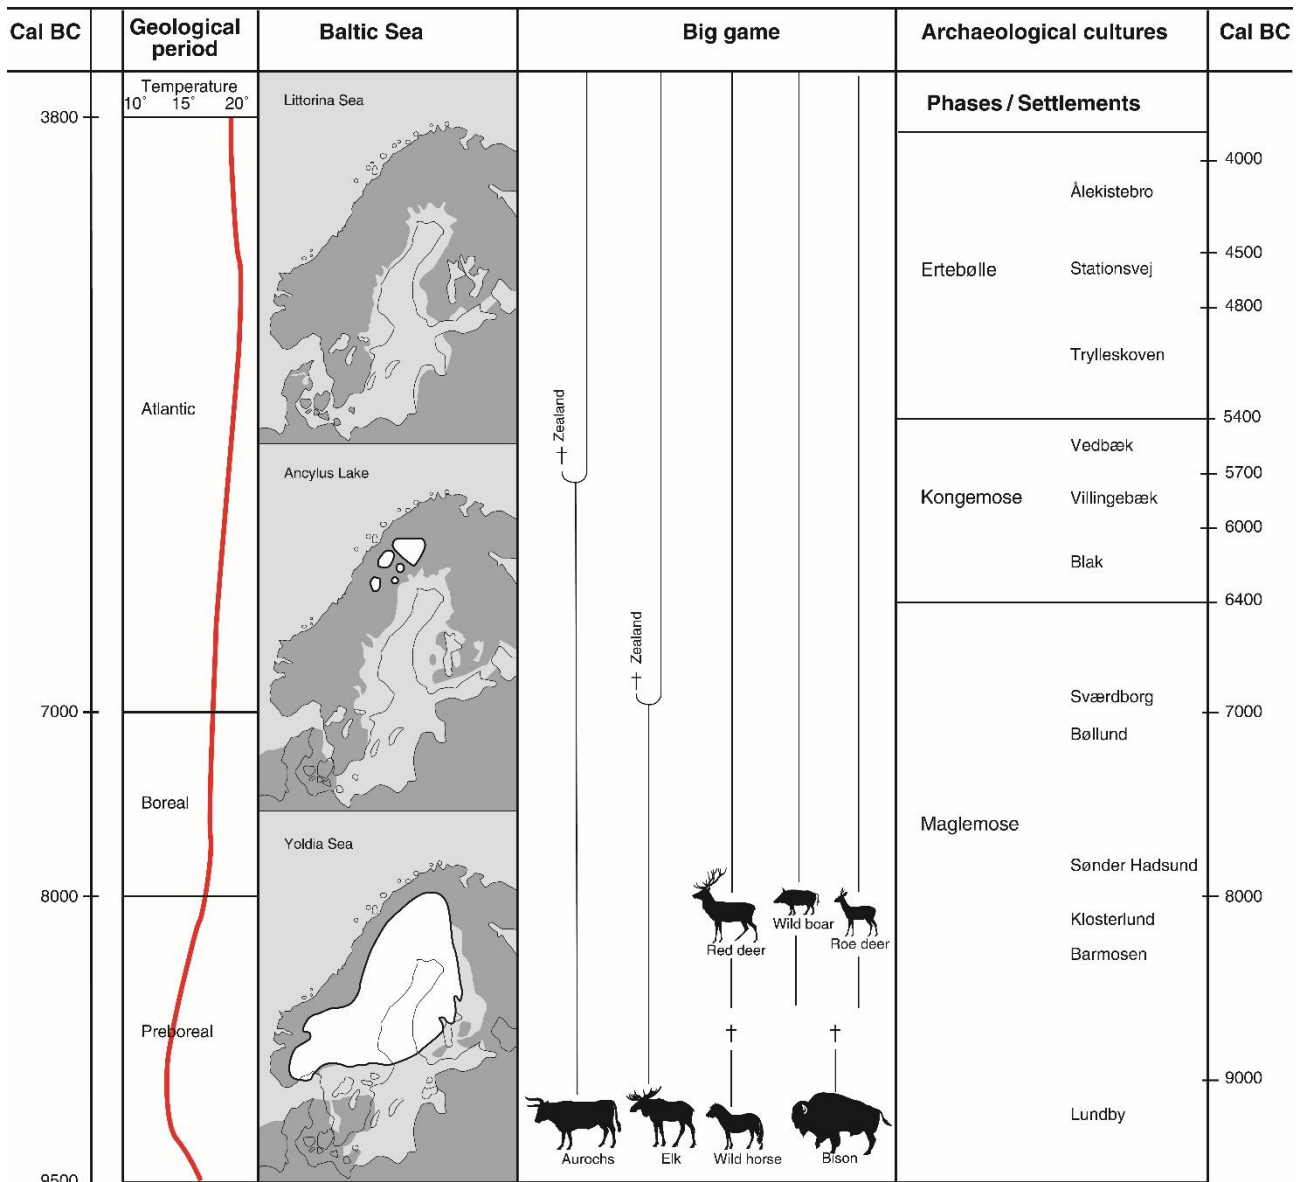 Cal BC
Geological
period
Baltic Sea
Big game
Archaeological cultures
Cal BC
Temperature
10° 15° 20°
3800
7000
8000
9500
Atlantic
Boreal
Preboreal
Littorina Sea
Ancylus Lake
Yoldia Sea
† Zealand
† Zealand
Red deer
Wild boar
Roe deer
†
†
Aurochs
Elk
Wild horse
Bison
Phases / Settlements
Ertebølle
Kongemose
Maglemose
Ålekistebro
Stationsvej
Trylleskoven
Vedbæk
Villingebæk
Blak
Sværdborg
Bøllund
Sønder Hadsund
Klosterlund
Barmosen
Lundby
4000
4500
4800
5400
5700
6000
6400
7000
8000
9000